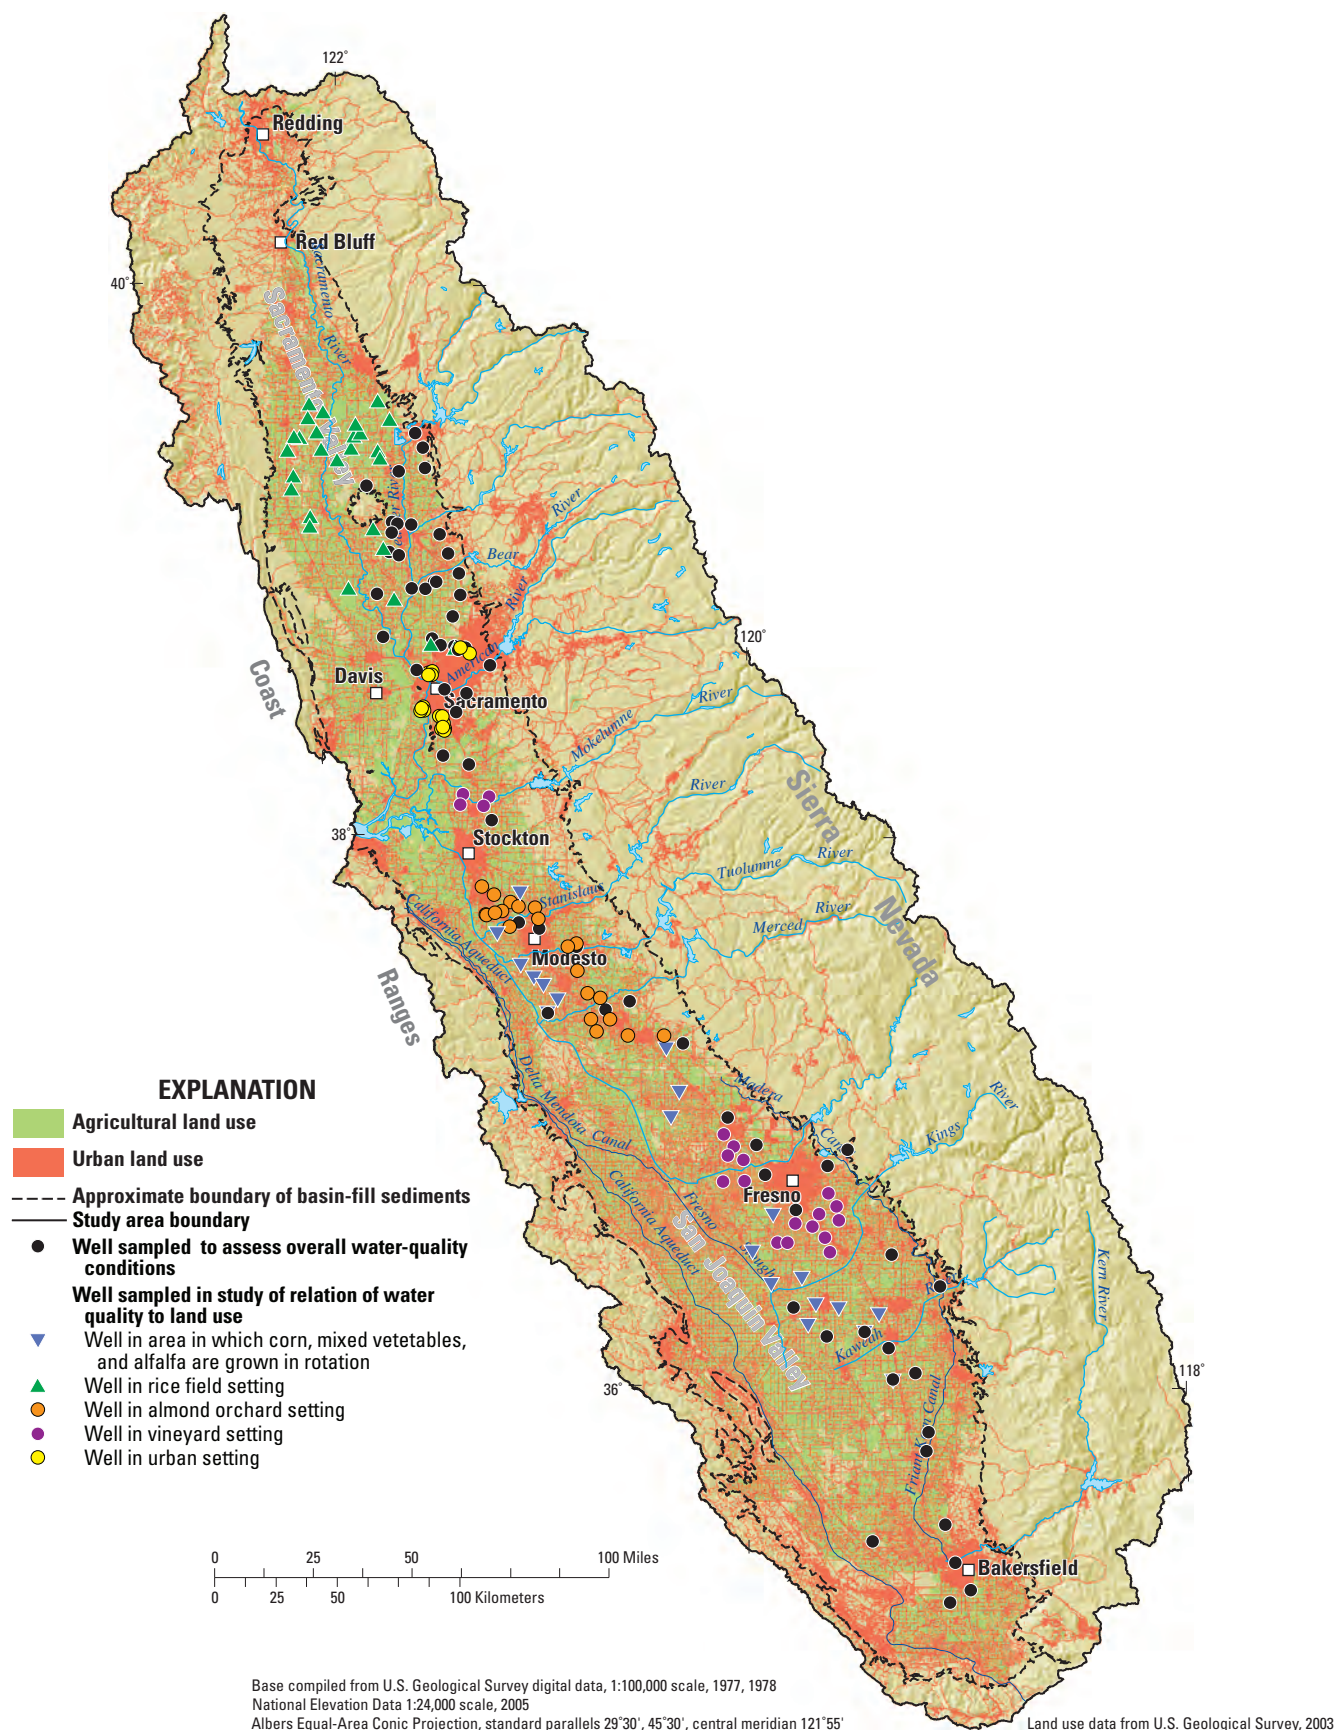 122°
Redding
Red Bluff
Sacramento
River
40°
Sacramento Valley
River
Bear
River
120°
American
Davis
Sacramento
Coast
River
Mokelumne
River
Sierra
38°
Stockton
Tuolumne
River
Stanislaus
Merced
River
Nevada
California Aqueduct
Modesto
Ranges
EXPLANATION
Agricultural land use
Urban land use
Approximate boundary of basin-fill sediments
Study area boundary
Well sampled to assess overall water-quality
conditions
Well sampled in study of relation of water
quality to land use
Well in area in which corn, mixed vetetables,
and alfalfa are grown in rotation
Well in rice field setting
Well in almond orchard setting
Well in vineyard setting
Well in urban setting
Delta Mendota Canal
Madera
Kings
River
Fresno
California Aqueduct
Fresno
San Joaquin Valley
Kern River
Kaweah
118°
36°
Bakersfield
0 25 50 100 Miles
0 25 50 100 Kilometers
Base compiled from U.S. Geological Survey digital data, 1:100,000 scale, 1977, 1978
National Elevation Data 1:24,000 scale, 2005
Albers Equal-Area Conic Projection, standard parallels 29°30', 45°30', central meridian 121°55'
Land use data from U.S. Geological Survey, 2003